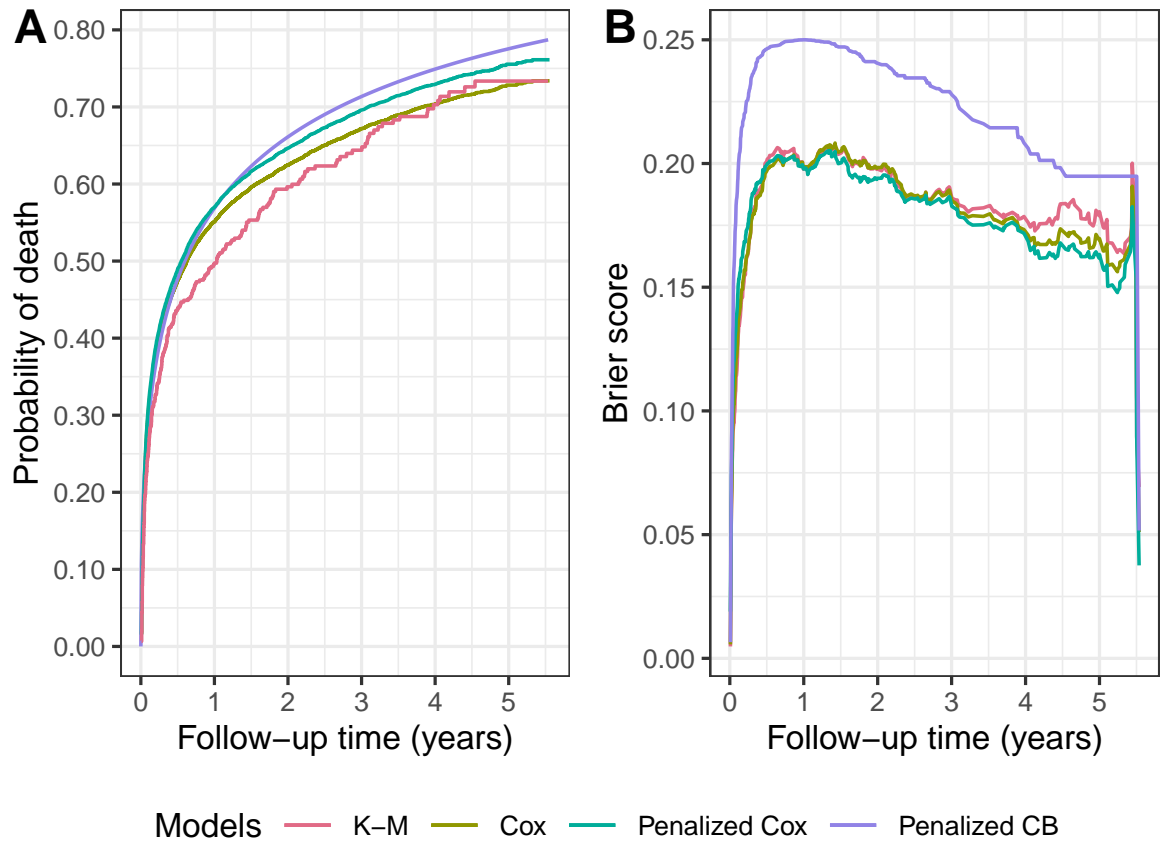 A
0.80
0.70
0.60
0.50
0.40
0.30
0.20
0.10
0.00
Probability of death
0 1 2 3 4 5
Follow−up time (years)
B
0.25
0.20
0.15
0.10
0.05
0.00
Brier score
0 1 2 3 4 5
Follow−up time (years)
Models K−M Cox Penalized Cox Penalized CB